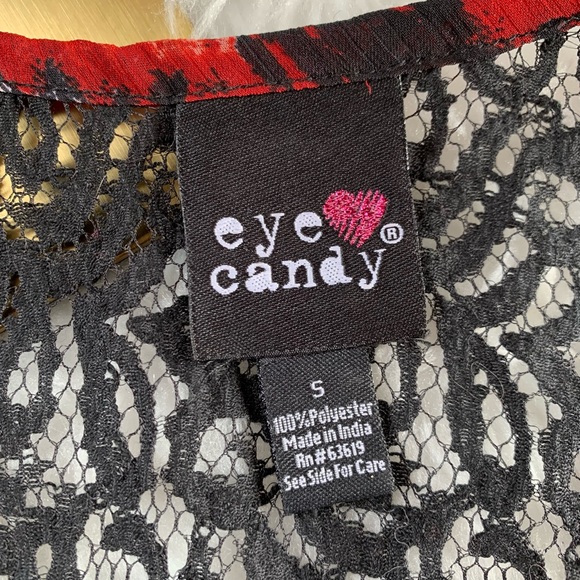 eye
candy®
S
100%Polyester
Made in India
Rn#63619
See Side For Care